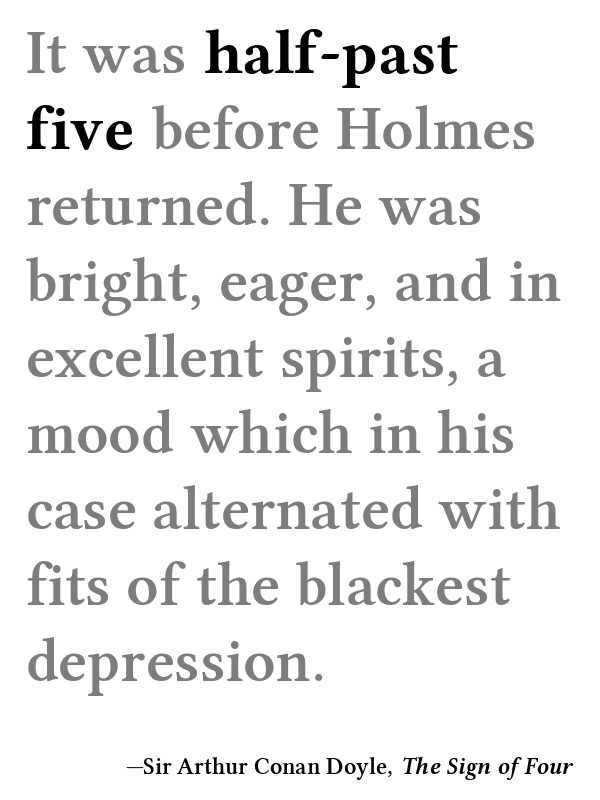 It was half-past
five before Holmes
returned. He was
bright, eager, and in
excellent spirits, a
mood which in his
case alternated with
fits of the blackest
depression.
—Sir Arthur Conan Doyle, The Sign of Four